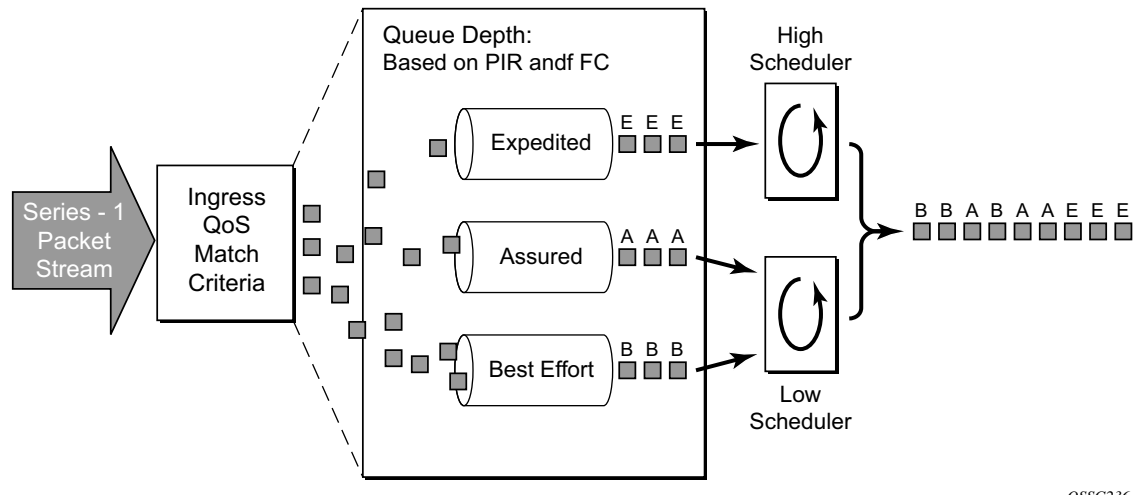 Queue Depth:
Based on PIR andf FC
High
Scheduler
E E E
Expedited
Ingress
QoS
Match
Criteria
Series - 1
Packet
Stream
A A A
Assured
B B A B A A E E E
B B B
Best Effort
Low
Scheduler